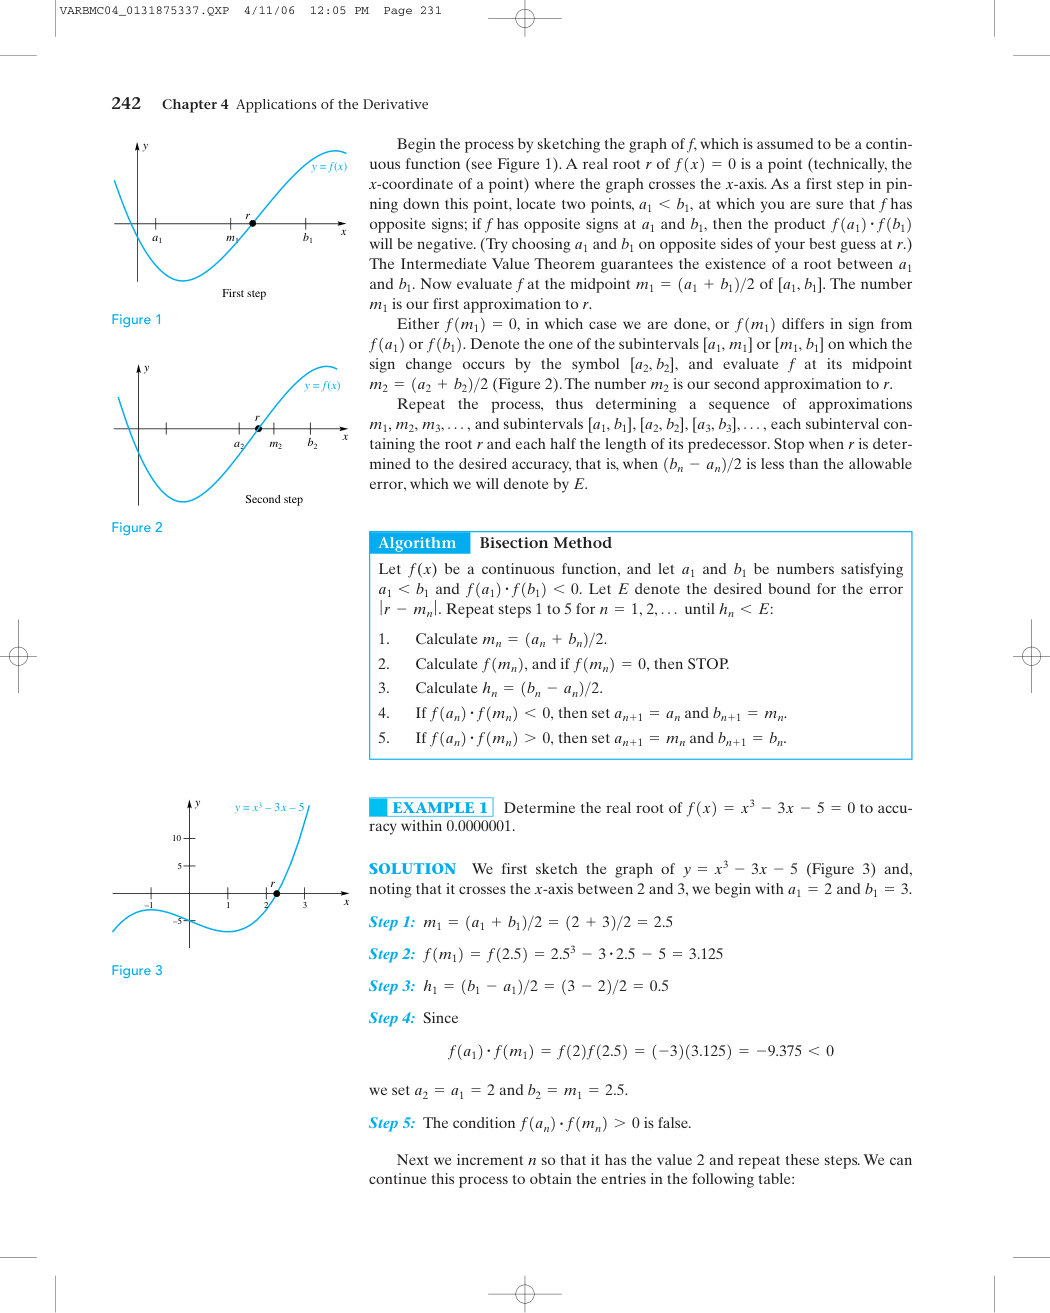 VARBMC04_0131875337.QXP 4/11/06 12:05 PM Page 231
242 Chapter 4 Applications of the Derivative
y
y = f(x)
r
a₁ m₁ b₁ x
First step
Figure 1
y
y = f(x)
r
a₂ m₂ b₂ x
Second step
Figure 2
Begin the process by sketching the graph of f, which is assumed to be a contin-
uous function (see Figure 1). A real root r of f(x) = 0 is a point (technically, the
x-coordinate of a point) where the graph crosses the x-axis. As a first step in pin-
ning down this point, locate two points, a₁ < b₁, at which you are sure that f has
opposite signs; if f has opposite signs at a₁ and b₁, then the product f(a₁) · f(b₁)
will be negative. (Try choosing a₁ and b₁ on opposite sides of your best guess at r.)
The Intermediate Value Theorem guarantees the existence of a root between a₁
and b₁. Now evaluate f at the midpoint m₁ = (a₁ + b₁)/2 of [a₁, b₁]. The number
m₁ is our first approximation to r.
Either f(m₁) = 0, in which case we are done, or f(m₁) differs in sign from
f(a₁) or f(b₁). Denote the one of the subintervals [a₁, m₁] or [m₁, b₁] on which the
sign change occurs by the symbol [a₂, b₂], and evaluate f at its midpoint
m₂ = (a₂ + b₂)/2 (Figure 2). The number m₂ is our second approximation to r.
Repeat the process, thus determining a sequence of approximations
m₁, m₂, m₃, . . . , and subintervals [a₁, b₁], [a₂, b₂], [a₃, b₃], . . . , each subinterval con-
taining the root r and each half the length of its predecessor. Stop when r is deter-
mined to the desired accuracy, that is, when (bₙ − aₙ)/2 is less than the allowable
error, which we will denote by E.
Algorithm Bisection Method
Let f(x) be a continuous function, and let a₁ and b₁ be numbers satisfying
a₁ < b₁ and f(a₁) · f(b₁) < 0. Let E denote the desired bound for the error
|r − mₙ|. Repeat steps 1 to 5 for n = 1, 2, . . . until hₙ < E:
1. Calculate mₙ = (aₙ + bₙ)/2.
2. Calculate f(mₙ), and if f(mₙ) = 0, then STOP.
3. Calculate hₙ = (bₙ − aₙ)/2.
4. If f(aₙ) · f(mₙ) < 0, then set aₙ₊₁ = aₙ and bₙ₊₁ = mₙ.
5. If f(aₙ) · f(mₙ) > 0, then set aₙ₊₁ = mₙ and bₙ₊₁ = bₙ.
y
y = x³ – 3x – 5
10
5
r
–1 1 2 3 x
–5
Figure 3
EXAMPLE 1 Determine the real root of f(x) = x³ − 3x − 5 = 0 to accu-
racy within 0.0000001.
SOLUTION We first sketch the graph of y = x³ − 3x − 5 (Figure 3) and,
noting that it crosses the x-axis between 2 and 3, we begin with a₁ = 2 and b₁ = 3.
Step 1: m₁ = (a₁ + b₁)/2 = (2 + 3)/2 = 2.5
Step 2: f(m₁) = f(2.5) = 2.5³ − 3 · 2.5 − 5 = 3.125
Step 3: h₁ = (b₁ − a₁)/2 = (3 − 2)/2 = 0.5
Step 4: Since
f(a₁) · f(m₁) = f(2)f(2.5) = (−3)(3.125) = −9.375 < 0
we set a₂ = a₁ = 2 and b₂ = m₁ = 2.5.
Step 5: The condition f(aₙ) · f(mₙ) > 0 is false.
Next we increment n so that it has the value 2 and repeat these steps. We can
continue this process to obtain the entries in the following table: